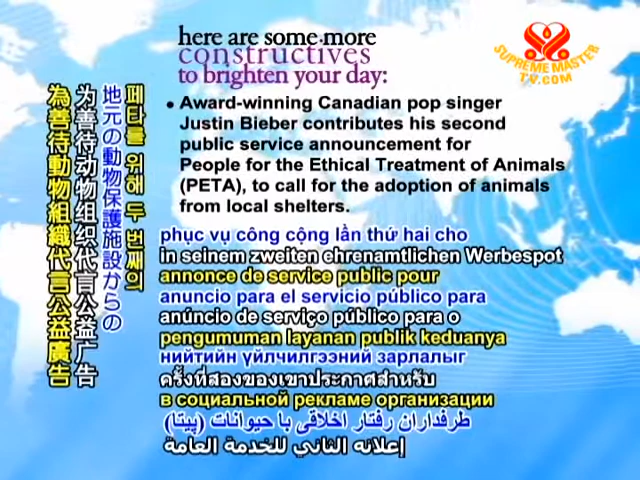 here are some more
constructives
to brighten your day:
SUPREME MASTER
TV.COM
• Award-winning Canadian pop singer
Justin Bieber contributes his second
public service announcement for
People for the Ethical Treatment of Animals
(PETA), to call for the adoption of animals
from local shelters.
為善待動物組織代言公益廣告
为善待动物组织代言公益广告
地元の動物保護施設からの
페타를 위해 두 번째의
phục vụ công cộng lần thứ hai cho
in seinem zweiten ehrenamtlichen Werbespot
annonce de service public pour
anuncio para el servicio público para
anúncio de serviço público para o
pengumuman layanan publik keduanya
нийтийн үйлчилгээний зарлалыг
ครั้งที่สองของเขาประกาศสำหรับ
в социальной рекламе организации
طرفداران رفتار اخلاقی با حیوانات (پیتا)
إعلانه الثاني للخدمة العامة